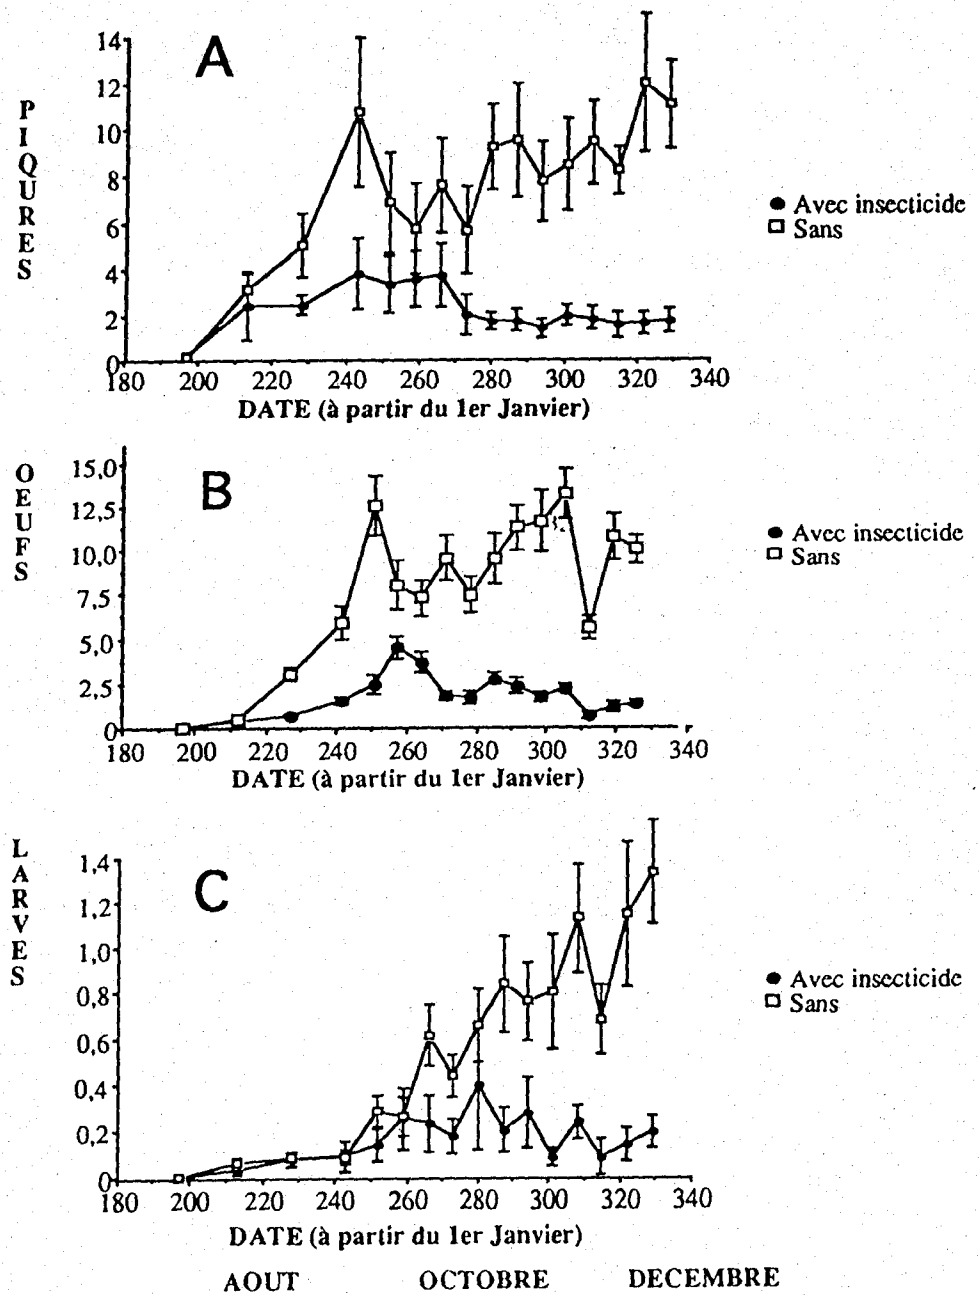 A
PIQURES
14
12
10
8
6
4
2
0
180 200 220 240 260 280 300 320 340
DATE (à partir du 1er Janvier)
Avec insecticide
Sans
B
OEUFS
15,0
12,5
10,0
7,5
5,0
2,5
0
180 200 220 240 260 280 300 320 340
DATE (à partir du 1er Janvier)
Avec insecticide
Sans
C
LARVES
1,4
1,2
1,0
0,8
0,6
0,4
0,2
0
180 200 220 240 260 280 300 320 340
DATE (à partir du 1er Janvier)
Avec insecticide
Sans
AOUT OCTOBRE DECEMBRE